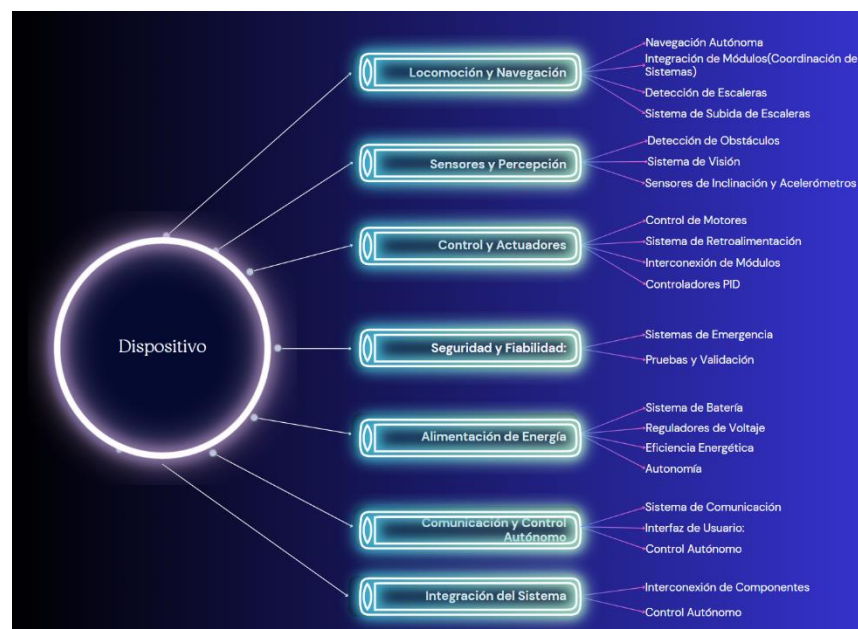 Dispositivo
Locomoción y Navegación
Navegación Autónoma
Integración de Módulos(Coordinación de
Sistemas)
Detección de Escaleras
Sistema de Subida de Escaleras
Sensores y Percepción
Detección de Obstáculos
Sistema de Visión
Sensores de Inclinación y Acelerómetros
Control y Actuadores
Control de Motores
Sistema de Retroalimentación
Interconexión de Módulos
Controladores PID
Seguridad y Fiabilidad:
Sistemas de Emergencia
Pruebas y Validación
Alimentación de Energía
Sistema de Batería
Reguladores de Voltaje
Eficiencia Energética
Autonomía
Comunicación y Control
Autónomo
Sistema de Comunicación
Interfaz de Usuario:
Control Autónomo
Integración del Sistema
Interconexión de Componentes
Control Autónomo